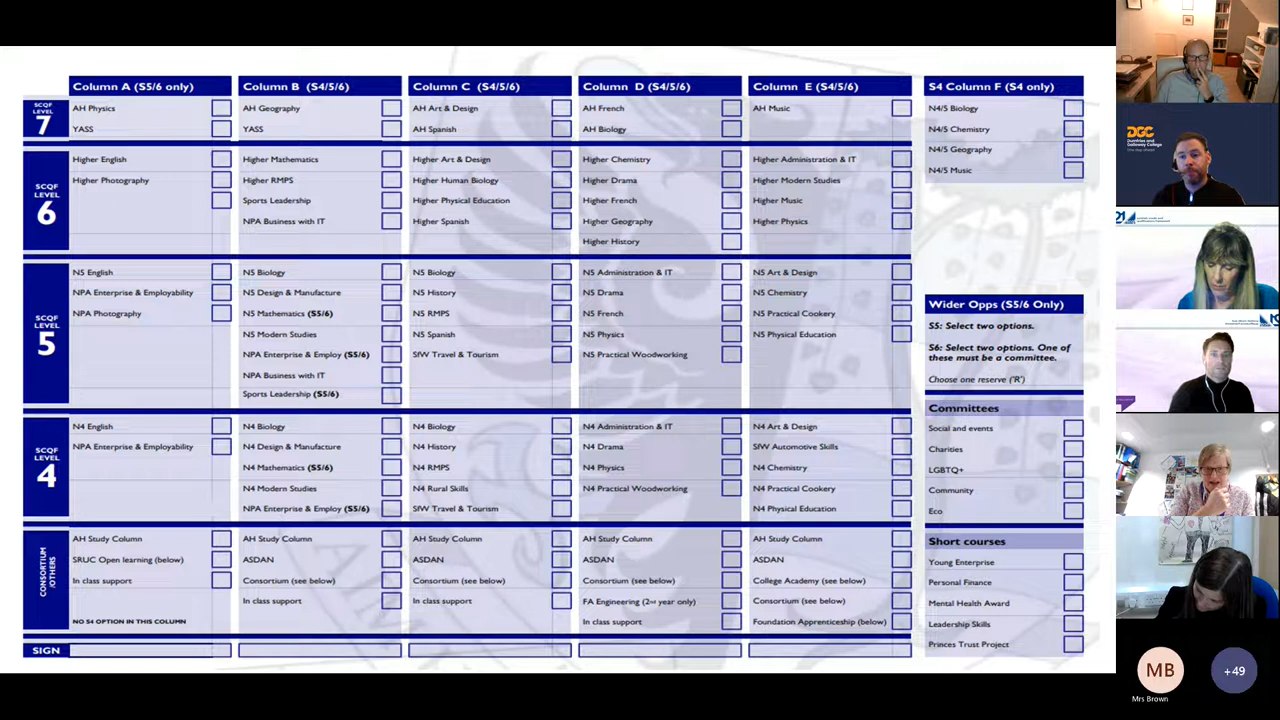 Column A (S5/6 only)
Column B (S4/5/6)
Column C (S4/5/6)
Column D (S4/5/6)
Column E (S4/5/6)
S4 Column F (S4 only)
SCQF
LEVEL
7
AH Physics
YASS
AH Geography
YASS
AH Art & Design
AH Spanish
AH French
AH Biology
AH Music
N4/5 Biology
N4/5 Chemistry
N4/5 Geography
N4/5 Music
SCQF
LEVEL
6
Higher English
Higher Photography
Higher Mathematics
Higher RMPS
Sports Leadership
NPA Business with IT
Higher Art & Design
Higher Human Biology
Higher Physical Education
Higher Spanish
Higher Chemistry
Higher Drama
Higher French
Higher Geography
Higher History
Higher Administration & IT
Higher Modern Studies
Higher Music
Higher Physics
SCQF
LEVEL
5
N5 English
NPA Enterprise & Employability
NPA Photography
N5 Biology
N5 Design & Manufacture
N5 Mathematics (S5/6)
N5 Modern Studies
NPA Enterprise & Employ (S5/6)
NPA Business with IT
Sports Leadership (S5/6)
N5 Biology
N5 History
N5 RMPS
N5 Spanish
SfW Travel & Tourism
N5 Administration & IT
N5 Drama
N5 French
N5 Physics
N5 Practical Woodworking
N5 Art & Design
N5 Chemistry
N5 Practical Cookery
N5 Physical Education
Wider Opps (S5/6 Only)
S5: Select two options.
S6: Select two options. One of
these must be a committee.
Choose one reserve ('R')
SCQF
LEVEL
4
N4 English
NPA Enterprise & Employability
N4 Biology
N4 Design & Manufacture
N4 Mathematics (S5/6)
N4 Modern Studies
NPA Enterprise & Employ (S5/6)
N4 Biology
N4 History
N4 RMPS
N4 Rural Skills
SfW Travel & Tourism
N4 Administration & IT
N4 Drama
N4 Physics
N4 Practical Woodworking
N4 Art & Design
SfW Automotive Skills
N4 Chemistry
N4 Practical Cookery
N4 Physical Education
Committees
Social and events
Charities
LGBTQ+
Community
Eco
CONSORTIUM
/OTHERS
AH Study Column
SRUC Open learning (below)
In class support
NO S4 OPTION IN THIS COLUMN
AH Study Column
ASDAN
Consortium (see below)
In class support
AH Study Column
ASDAN
Consortium (see below)
In class support
AH Study Column
ASDAN
Consortium (see below)
FA Engineering (2nd year only)
In class support
AH Study Column
ASDAN
College Academy (see below)
Consortium (see below)
Foundation Apprenticeship (below)
Short courses
Young Enterprise
Personal Finance
Mental Health Award
Leadership Skills
Princes Trust Project
SIGN
DGC
Dumfries and
Galloway College
MB
Mrs Brown
+49